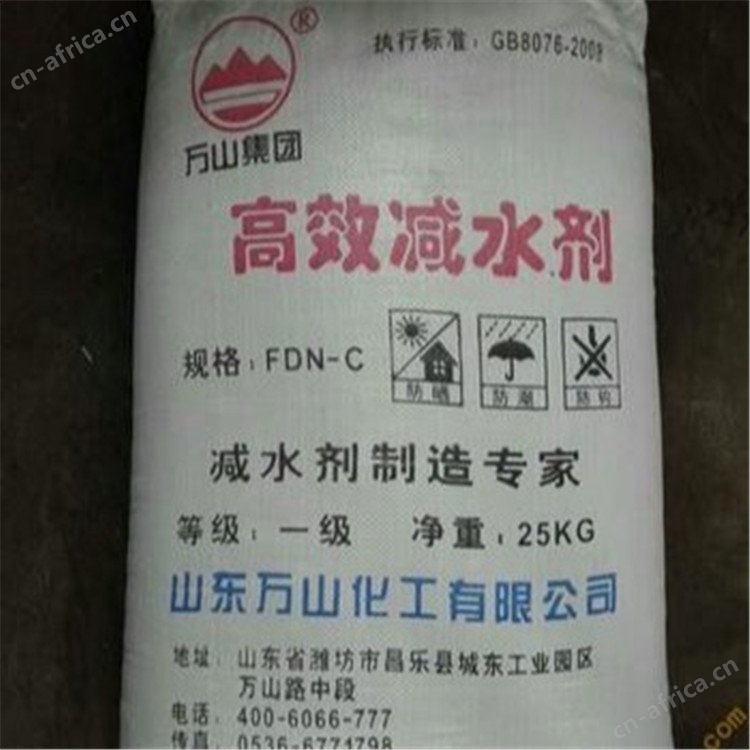 cn-africa.cn
®
执行标准：GB8076-2008
万山集团
高效减水剂
规格：FDN-C
防晒
防潮
防钩
减水剂制造专家
等级：一级 净重：25KG
山东万山化工有限公司
地址：山东省潍坊市昌乐县城东工业园区
万山路中段
电话：400-6066-777
传真：0536-6771798
cn-africa.cn